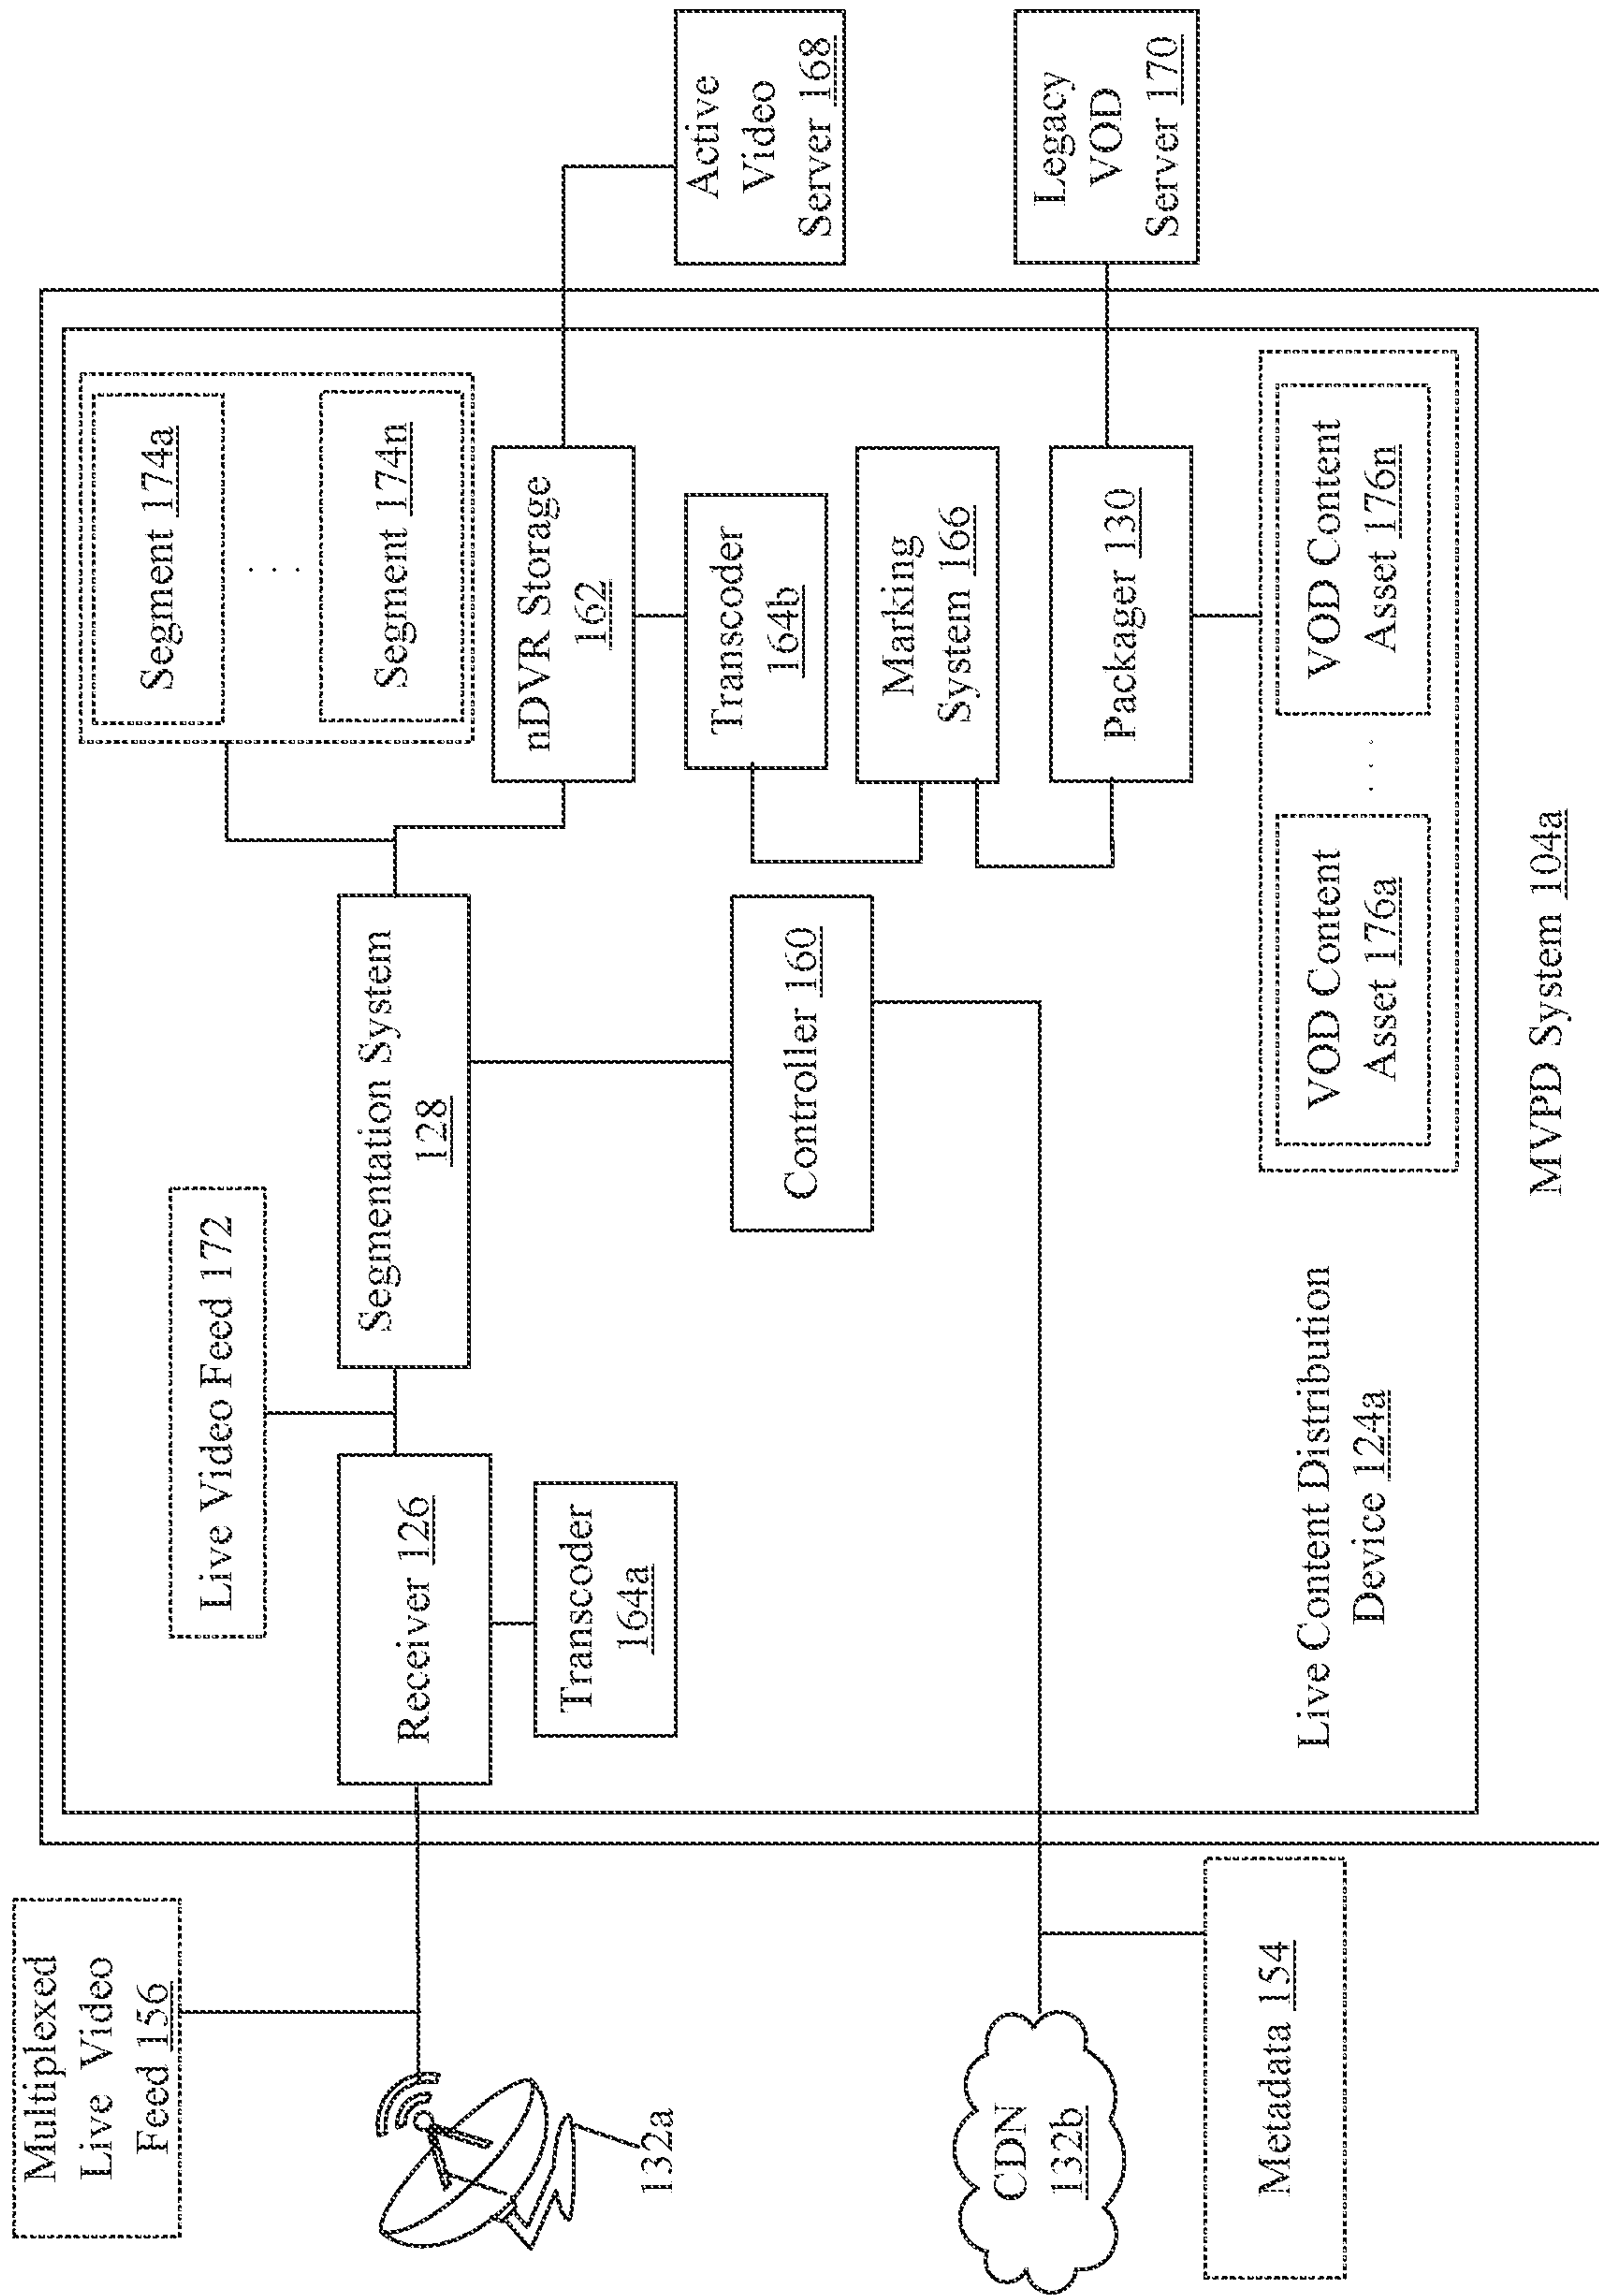 Multiplexed
Live Video
Feed 156
132a
CDN
132b
Metadata 154
Live Video Feed 172
Receiver 126
Transcoder
164a
Segmentation System
128
Controller 160
Segment 174a
. . .
Segment 174n
nDVR Storage
162
Transcoder
164b
Marking
System 166
Packager 130
VOD Content
Asset 176a
. . .
VOD Content
Asset 176n
Live Content Distribution
Device 124a
MVPD System 104a
Active
Video
Server 168
Legacy
VOD
Server 170